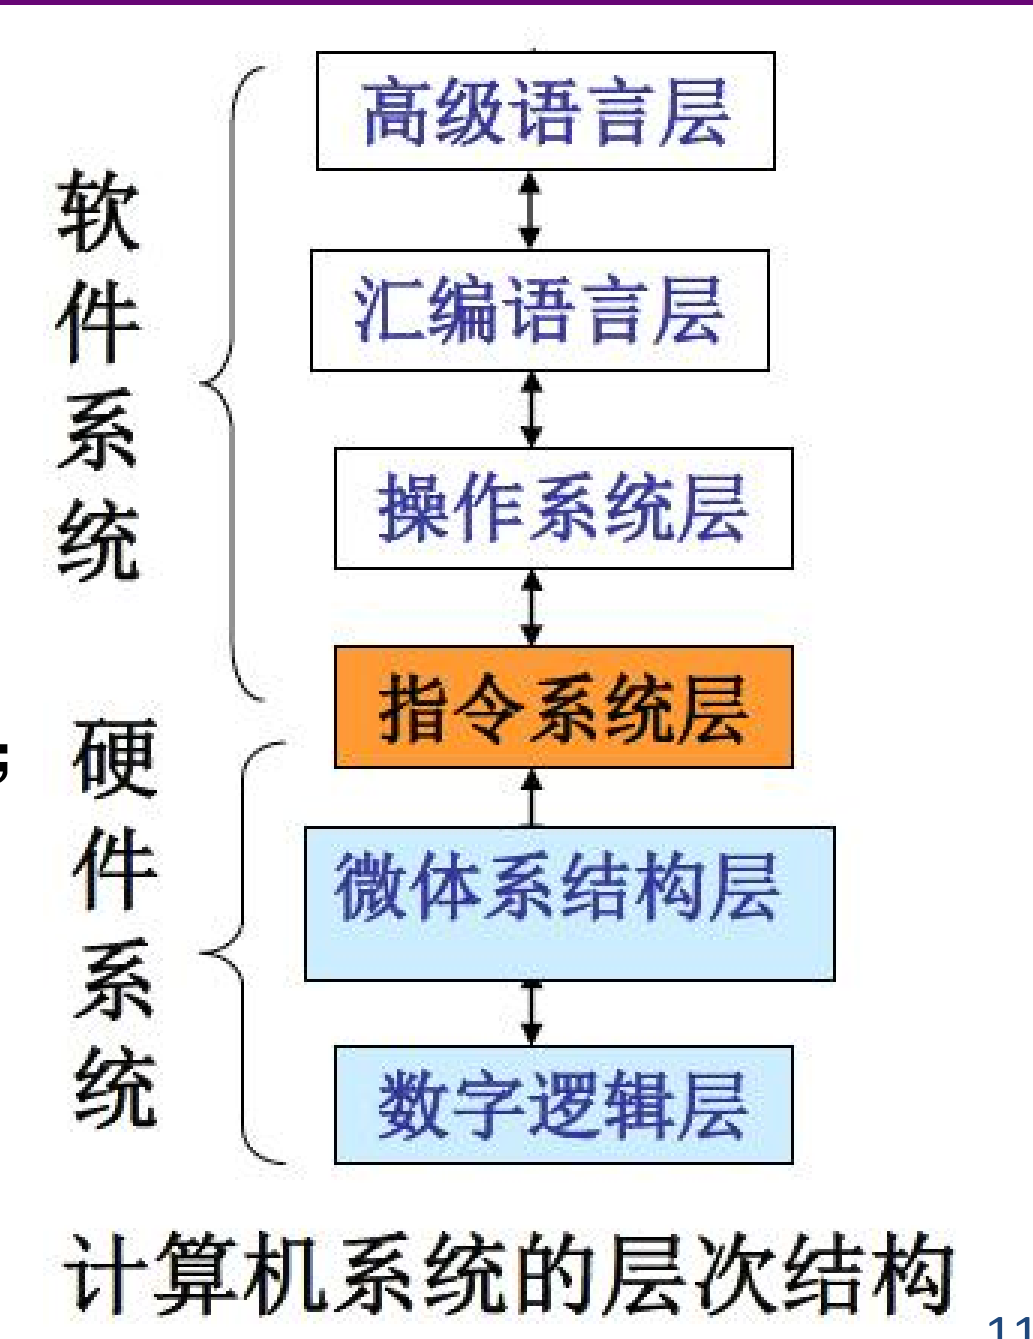 软件系统
高级语言层
汇编语言层
操作系统层
指令系统层
;
硬件系统
微体系结构层
数字逻辑层
计算机系统的层次结构
11